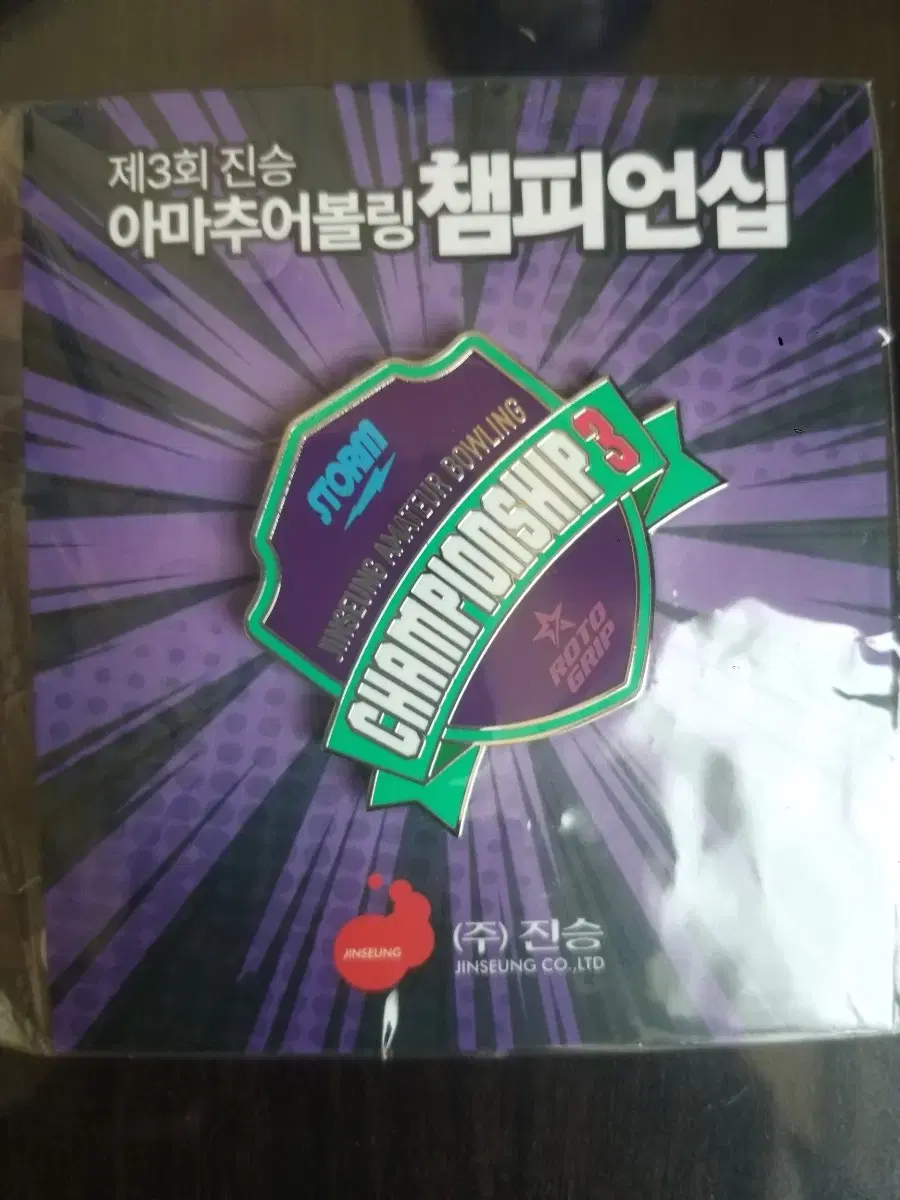 제3회 진승
아마추어볼링 챔피언십
STORM
JINSEUNG AMATEUR BOWLING
CHAMPIONSHIP 3
ROTO
GRIP
JINSEUNG
(주) 진승
JINSEUNG CO.,LTD